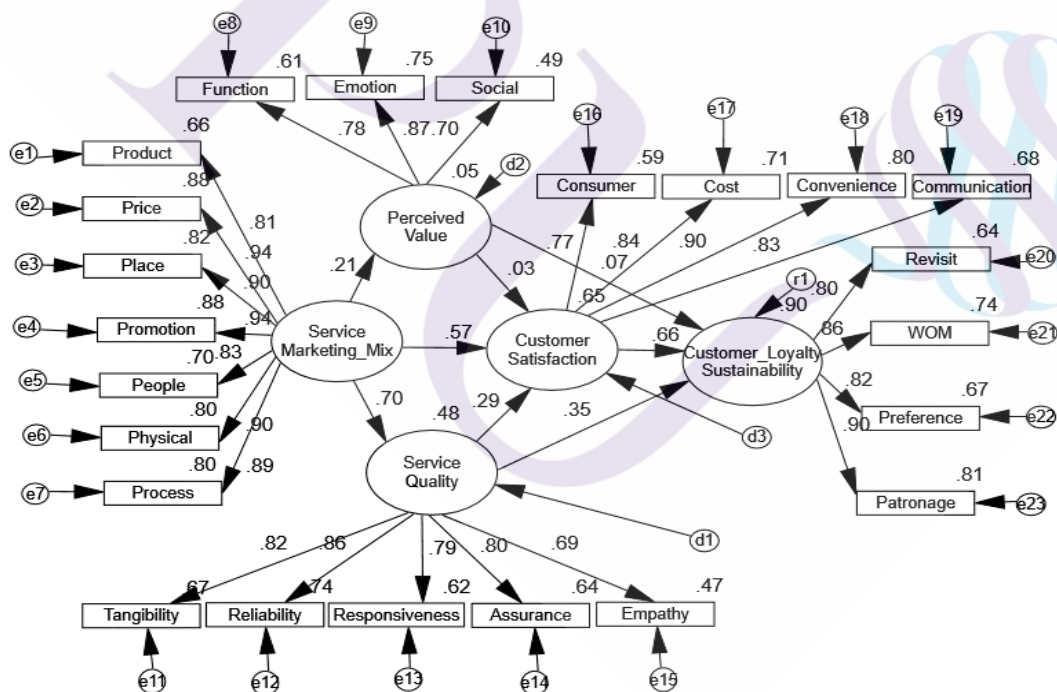 e8
e9
e10
.61
.75
.49
Function
Emotion
Social
e16
e17
e18
e19
.66
.78
.87
.70
.59
.71
.80
.68
e1
Product
.05
d2
Consumer
Cost
Convenience
Communication
.88
e2
Price
.81
Perceived
Value
.77
.84
.90
.83
.64
.82
.94
Revisit
e20
e3
Place
.90
.21
.03
.07
r1
.88
.65
.90
.80
.74
e4
Promotion
.94
Service
Marketing_Mix
.57
Customer
Satisfaction
.66
Customer_Loyalty
Sustainability
.86
WOM
e21
.70
.83
e5
People
.82
.67
.70
.48
.29
.35
Preference
e22
.80
.90
.90
e6
Physical
d3
.80
.89
Service
Quality
.81
e7
Process
Patronage
e23
d1
.82
.86
.79
.80
.69
.67
.74
.62
.64
.47
Tangibility
Reliability
Responsiveness
Assurance
Empathy
e11
e12
e13
e14
e15